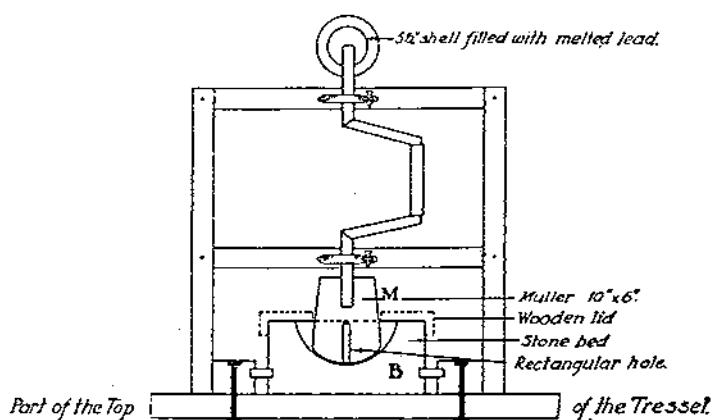 5½" shell filled with melted lead.
M
Muller 10" x 6".
Wooden lid
Stone bed
Rectangular hole.
B
Part of the Top of the Tressel